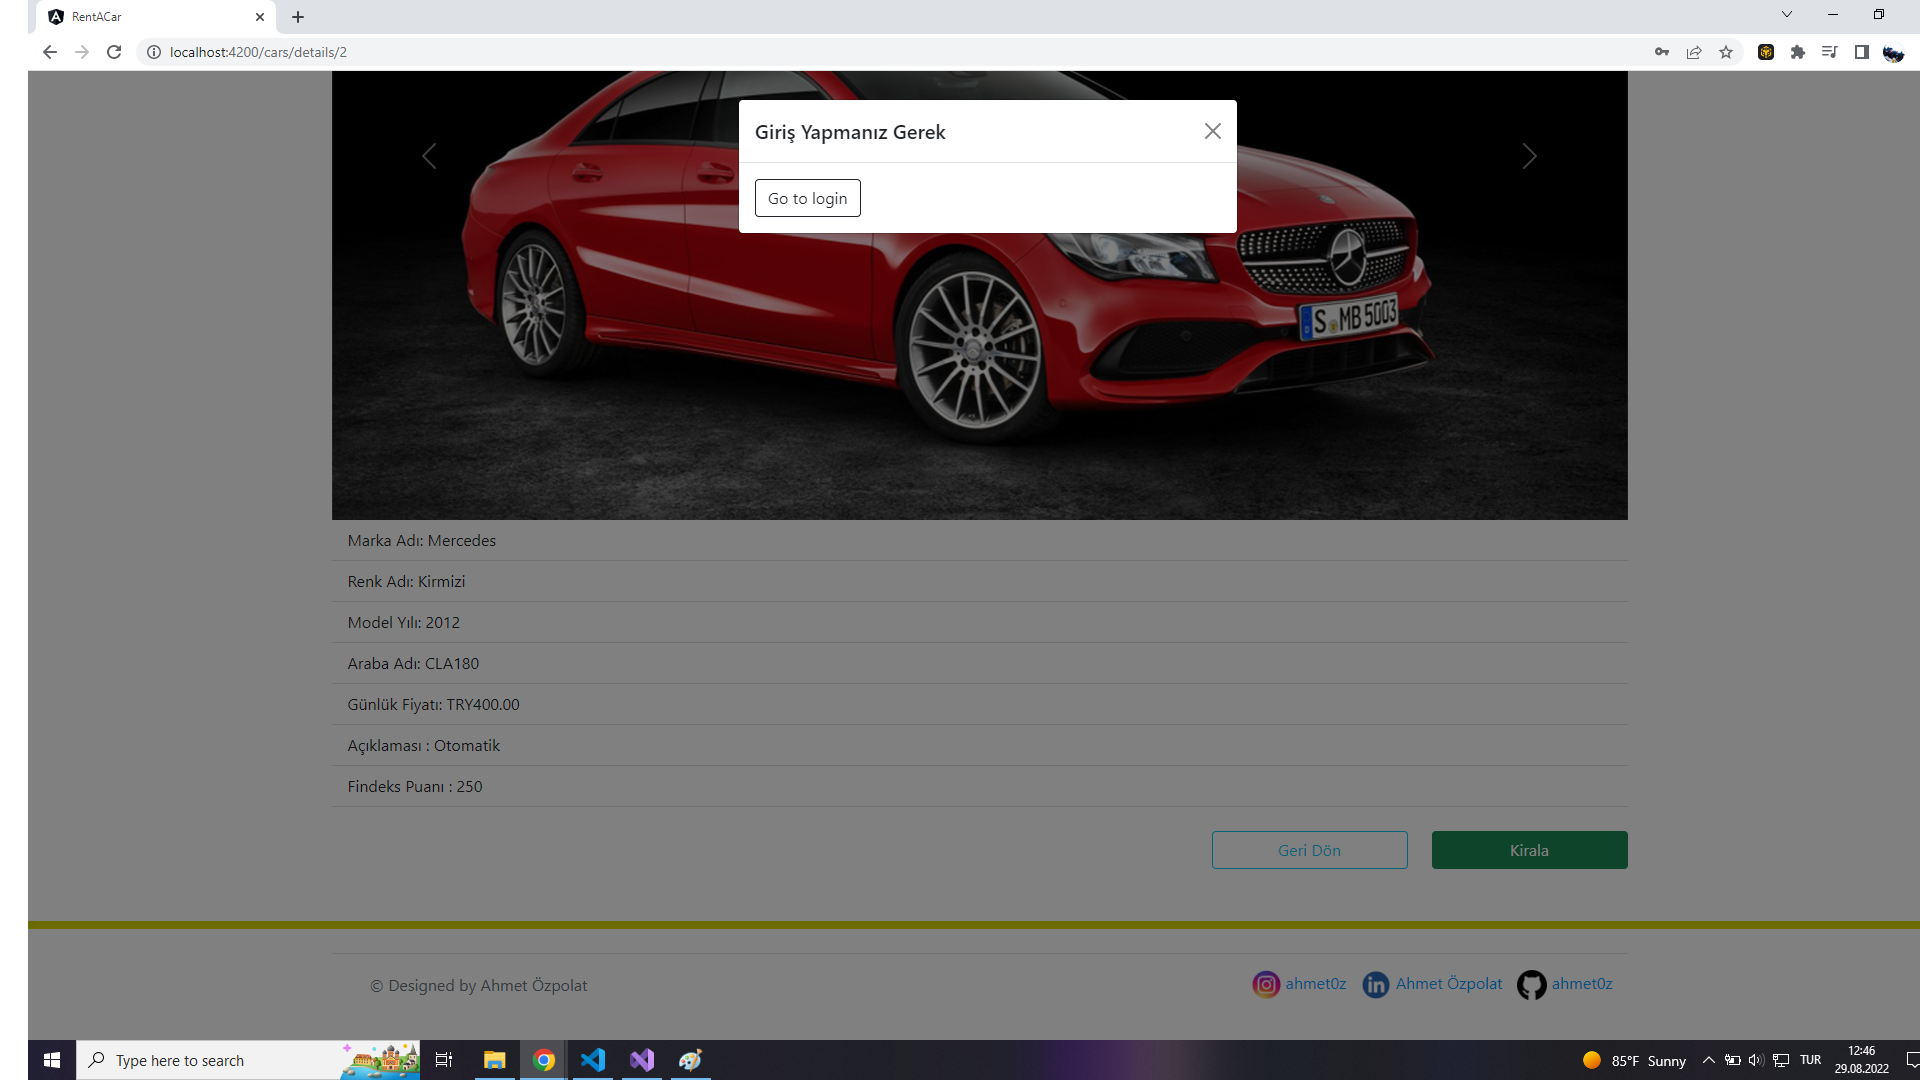 RentACar
localhost:4200/cars/details/2
Giriş Yapmanız Gerek
Go to login
S MB 5003
Marka Adı: Mercedes
Renk Adı: Kirmizi
Model Yılı: 2012
Araba Adı: CLA180
Günlük Fiyatı: TRY400.00
Açıklaması : Otomatik
Findeks Puanı : 250
Geri Dön
Kirala
© Designed by Ahmet Özpolat
ahmet0z
Ahmet Özpolat
ahmet0z
Type here to search
85°F Sunny
TUR
12:46
29.08.2022